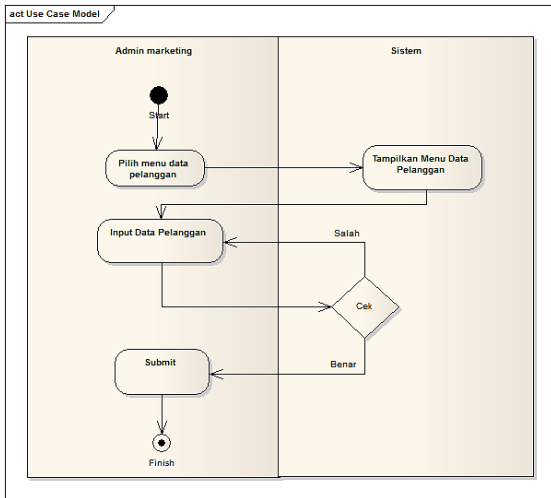 act Use Case Model
Admin marketing
Sistem
Start
Pilih menu data
pelanggan
Tampilkan Menu Data
Pelanggan
Input Data Pelanggan
Salah
Cek
Benar
Submit
Finish